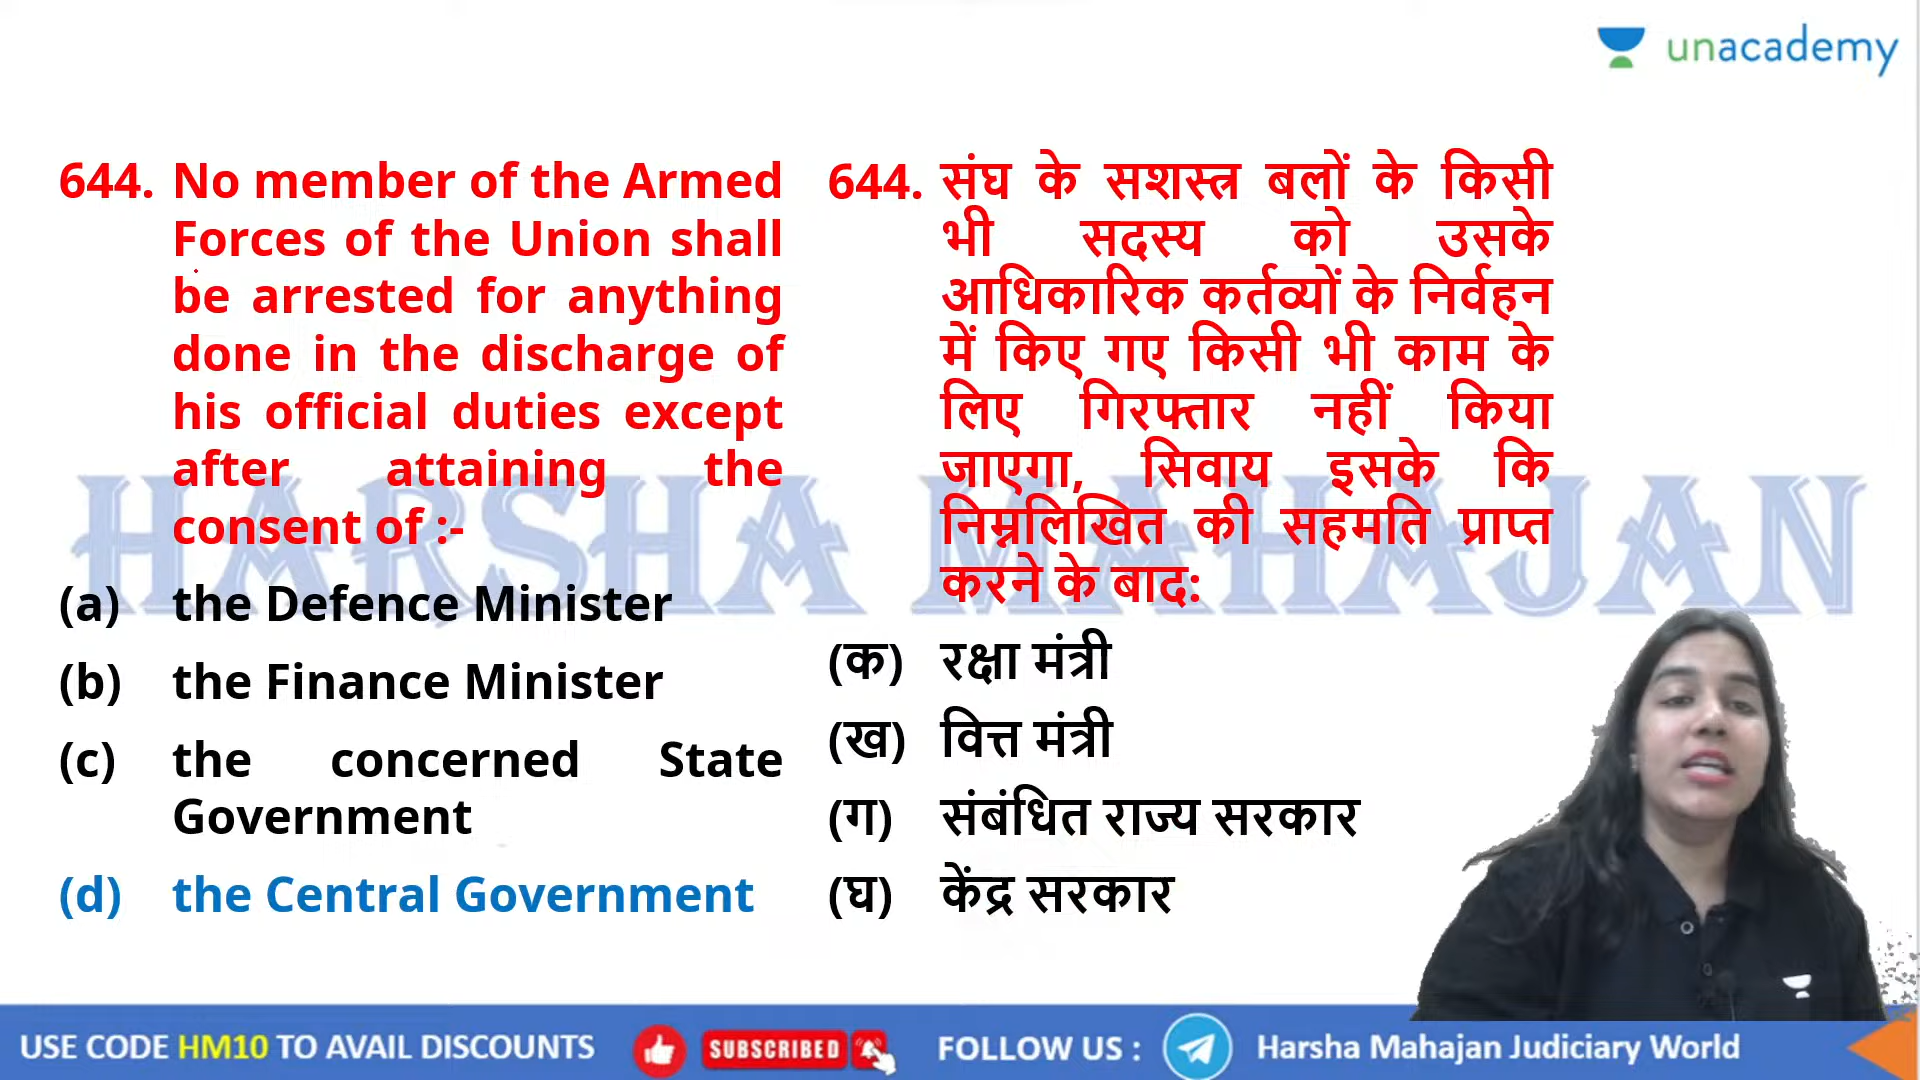 unacademy
644. No member of the Armed
Forces of the Union shall
be arrested for anything
done in the discharge of
his official duties except
after attaining the
consent of :-
(a) the Defence Minister
(b) the Finance Minister
(c) the concerned State
Government
(d) the Central Government
644. संघ के सशस्त्र बलों के किसी
भी सदस्य को उसके
आधिकारिक कर्तव्यों के निर्वहन
में किए गए किसी भी काम के
लिए गिरफ्तार नहीं किया
जाएगा, सिवाय इसके कि
निम्नलिखित की सहमति प्राप्त
करने के बाद:
(क) रक्षा मंत्री
(ख) वित्त मंत्री
(ग) संबंधित राज्य सरकार
(घ) केंद्र सरकार
HARSHA MAHAJAN
USE CODE HM10 TO AVAIL DISCOUNTS
SUBSCRIBED
FOLLOW US :
Harsha Mahajan Judiciary World